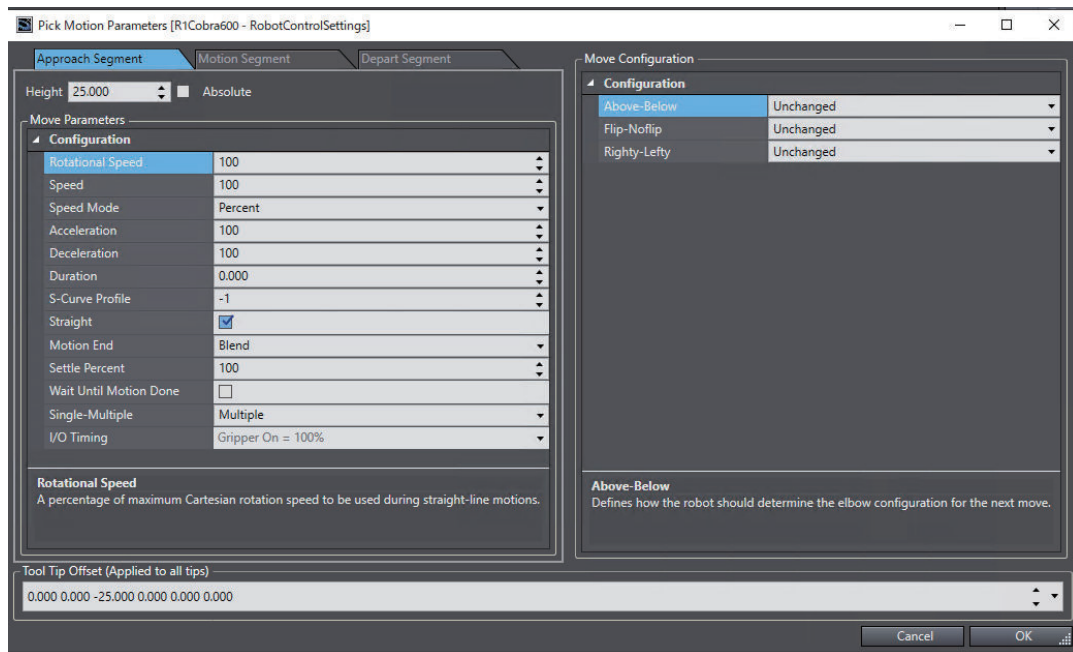 Pick Motion Parameters [R1Cobra600 - RobotControlSettings]
Approach Segment
Motion Segment
Depart Segment
Height 25.000 Absolute
Move Parameters
Configuration
Rotational Speed 100
Speed 100
Speed Mode Percent
Acceleration 100
Deceleration 100
Duration 0.000
S-Curve Profile -1
Straight
Motion End Blend
Settle Percent 100
Wait Until Motion Done
Single-Multiple Multiple
I/O Timing Gripper On = 100%
Rotational Speed
A percentage of maximum Cartesian rotation speed to be used during straight-line motions.
Move Configuration
Configuration
Above-Below Unchanged
Flip-Noflip Unchanged
Righty-Lefty Unchanged
Above-Below
Defines how the robot should determine the elbow configuration for the next move.
Tool Tip Offset (Applied to all tips)
0.000 0.000 -25.000 0.000 0.000 0.000
Cancel OK